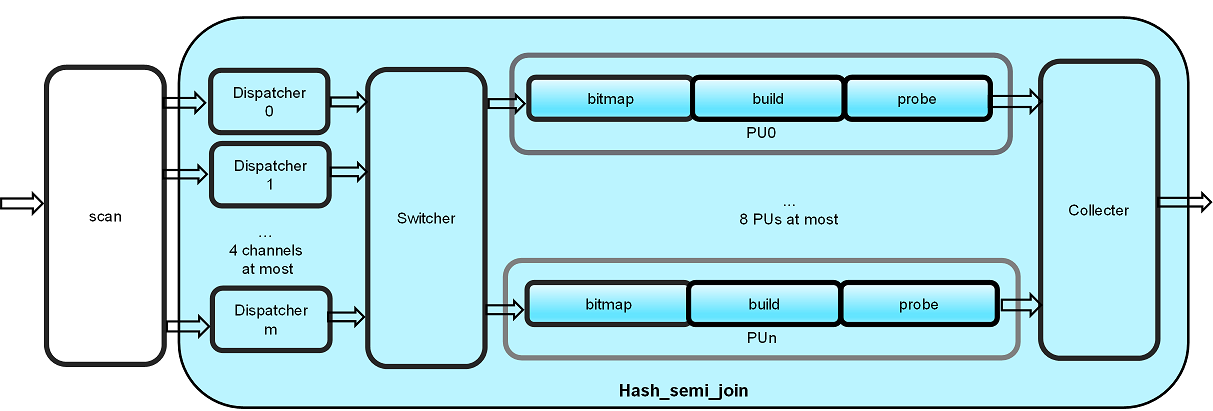 scan
Dispatcher
0
Dispatcher
1
...
4 channels
at most
Dispatcher
m
Switcher
bitmap
build
probe
PU0
...
8 PUs at most
bitmap
build
probe
PUn
Collecter
Hash_semi_join